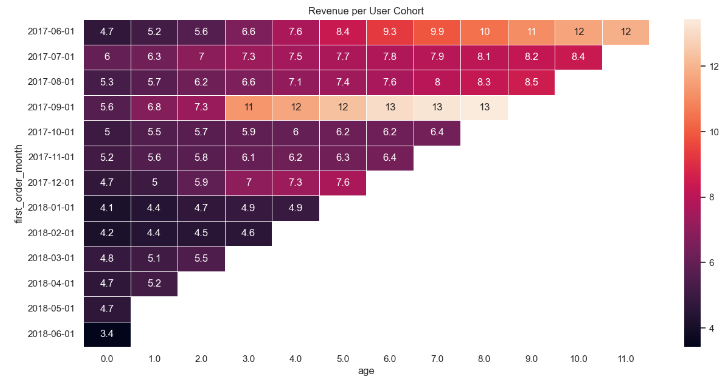 Revenue per User Cohort
first_order_month
2017-06-01 4.7 5.2 5.6 6.6 7.6 8.4 9.3 9.9 10 11 12 12
2017-07-01 6 6.3 7 7.3 7.5 7.7 7.8 7.9 8.1 8.2 8.4
2017-08-01 5.3 5.7 6.2 6.6 7.1 7.4 7.6 8 8.3 8.5
2017-09-01 5.6 6.8 7.3 11 12 12 13 13 13
2017-10-01 5 5.5 5.7 5.9 6 6.2 6.2 6.4
2017-11-01 5.2 5.6 5.8 6.1 6.2 6.3 6.4
2017-12-01 4.7 5 5.9 7 7.3 7.6
2018-01-01 4.1 4.4 4.7 4.9 4.9
2018-02-01 4.2 4.4 4.5 4.6
2018-03-01 4.8 5.1 5.5
2018-04-01 4.7 5.2
2018-05-01 4.7
2018-06-01 3.4
0.0 1.0 2.0 3.0 4.0 5.0 6.0 7.0 8.0 9.0 10.0 11.0
age
12
10
8
6
4